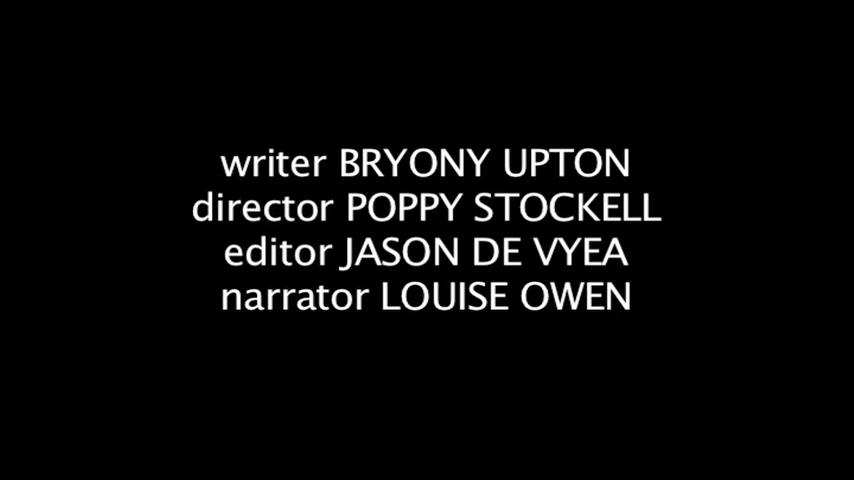 writer BRYONY UPTON
director POPPY STOCKELL
editor JASON DE VYEA
narrator LOUISE OWEN